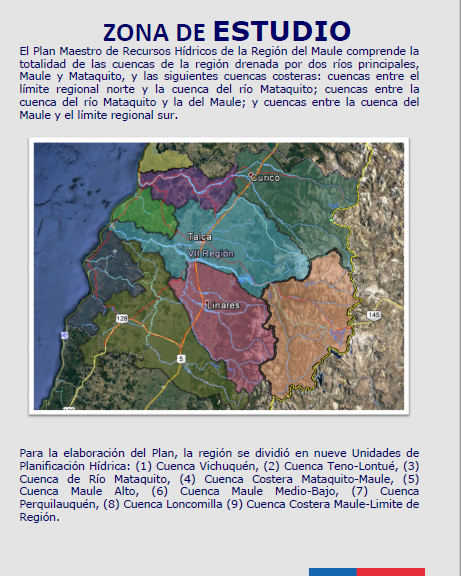 ZONA DE ESTUDIO
El Plan Maestro de Recursos Hídricos de la Región del Maule comprende la
totalidad de las cuencas de la región drenada por dos ríos principales,
Maule y Mataquito, y las siguientes cuencas costeras: cuencas entre el
límite regional norte y la cuenca del río Mataquito; cuencas entre la
cuenca del río Mataquito y la del Maule; y cuencas entre la cuenca del
Maule y el límite regional sur.
Curicó
Talca
VII Región
Linares
128
145
5
Para la elaboración del Plan, la región se dividió en nueve Unidades de
Planificación Hídrica: (1) Cuenca Vichuquén, (2) Cuenca Teno-Lontué, (3)
Cuenca de Río Mataquito, (4) Cuenca Costera Mataquito-Maule, (5)
Cuenca Maule Alto, (6) Cuenca Maule Medio-Bajo, (7) Cuenca
Perquilauquén, (8) Cuenca Loncomilla (9) Cuenca Costera Maule-Limite de
Región.